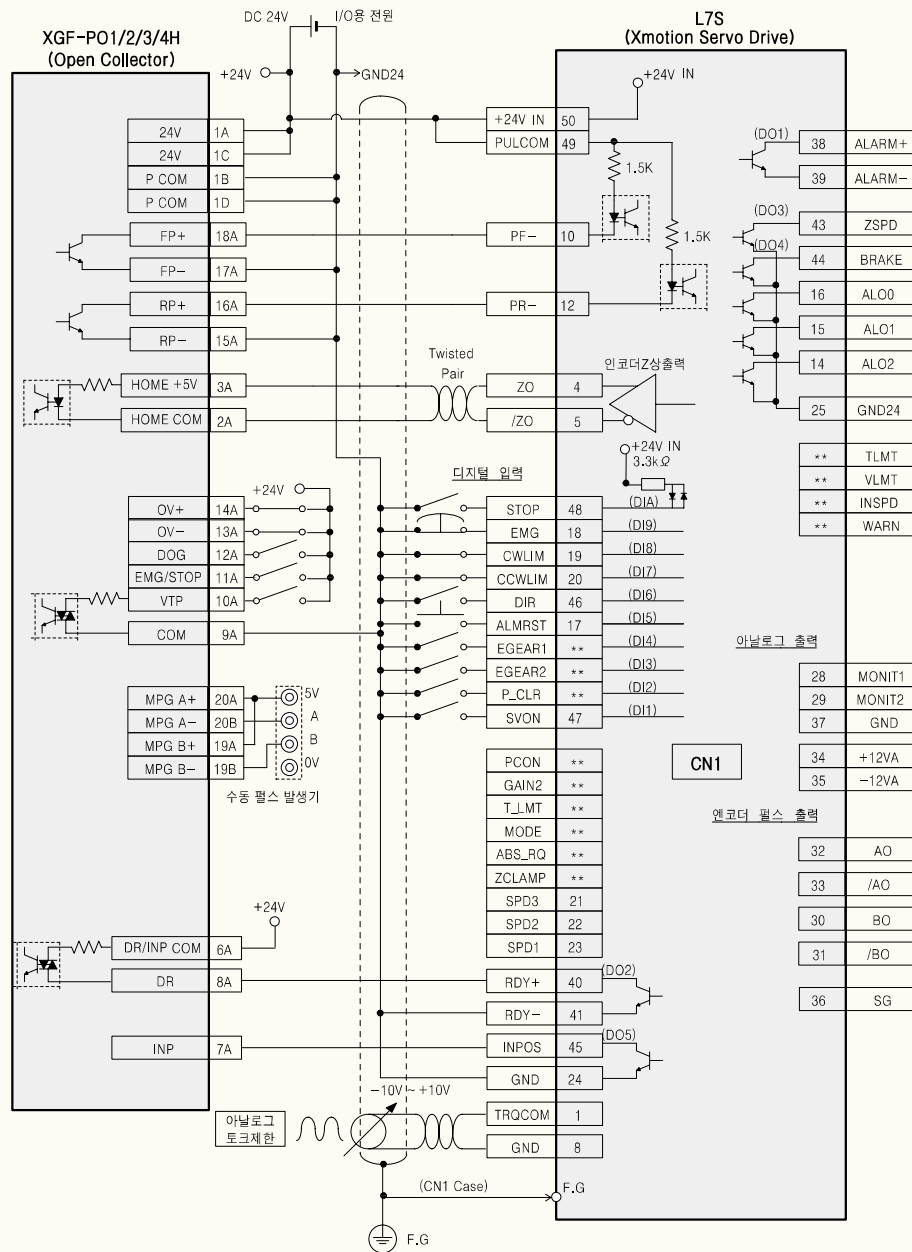 DC 24V
I/O용 전원
XGF-PO1/2/3/4H
(Open Collector)
L7S
(Xmotion Servo Drive)
+24V
GND24
+24V IN
24V 1A
24V 1C
P COM 1B
P COM 1D
FP+ 18A
FP- 17A
RP+ 16A
RP- 15A
HOME +5V 3A
HOME COM 2A
+24V
OV+ 14A
OV- 13A
DOG 12A
EMG/STOP 11A
VTP 10A
COM 9A
MPG A+ 20A
MPG A- 20B
MPG B+ 19A
MPG B- 19B
5V
A
B
0V
수동 펄스 발생기
+24V
DR/INP COM 6A
DR 8A
INP 7A
Twisted
Pair
디지털 입력
-10V ~ +10V
아날로그
토크제한
(CN1 Case)
F.G
F.G
+24V IN 50
PULCOM 49
1.5K
1.5K
PF- 10
PR- 12
인코더Z상출력
ZO 4
/ZO 5
+24V IN
3.3kΩ
STOP 48 (DIA)
EMG 18 (DI9)
CWLIM 19 (DI8)
CCWLIM 20 (DI7)
DIR 46 (DI6)
ALMRST 17 (DI5)
EGEAR1 ** (DI4)
EGEAR2 ** (DI3)
P_CLR ** (DI2)
SVON 47 (DI1)
PCON **
GAIN2 **
T_LMT **
MODE **
ABS_RQ **
ZCLAMP **
SPD3 21
SPD2 22
SPD1 23
RDY+ 40 (DO2)
RDY- 41
INPOS 45 (DO5)
GND 24
TRQCOM 1
GND 8
CN1
(DO1)
38 ALARM+
39 ALARM-
(DO3)
43 ZSPD
(DO4)
44 BRAKE
16 ALO0
15 ALO1
14 ALO2
25 GND24
** TLMT
** VLMT
** INSPD
** WARN
아날로그 출력
28 MONIT1
29 MONIT2
37 GND
34 +12VA
35 -12VA
엔코더 펄스 출력
32 AO
33 /AO
30 BO
31 /BO
36 SG